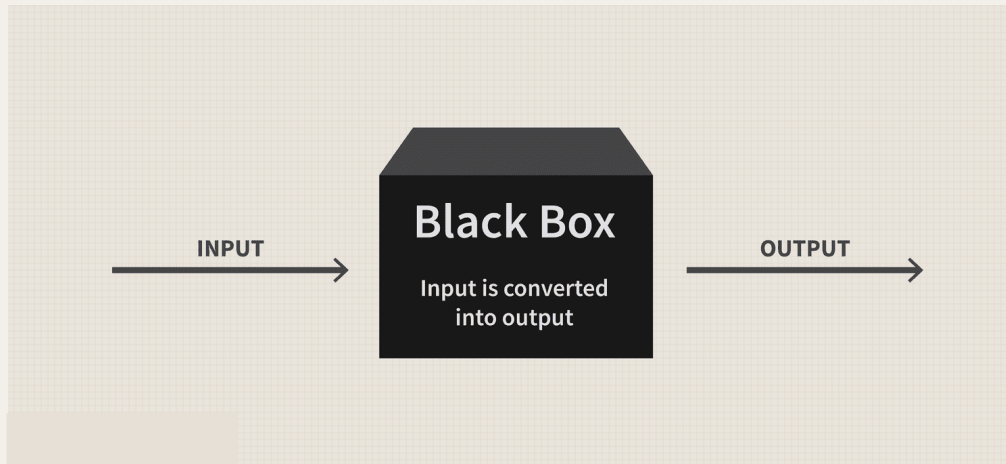 Black Box
INPUT
OUTPUT
Input is converted
into output